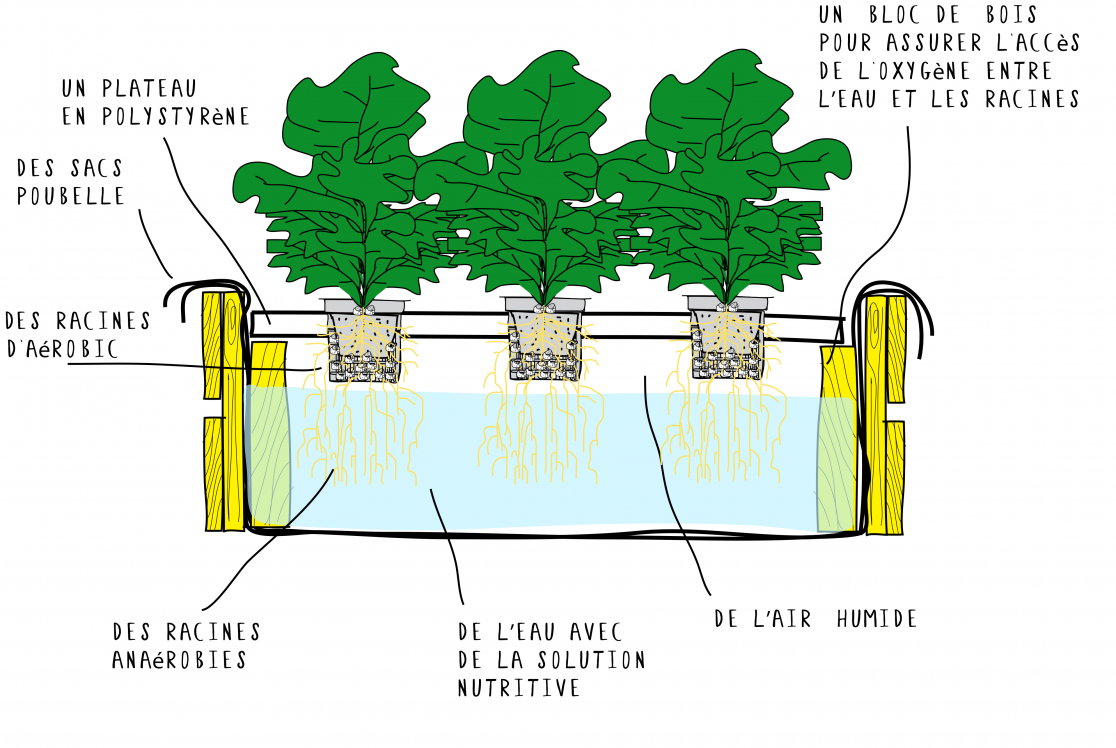 UN BLOC DE BOIS
POUR ASSURER L'ACCèS
DE L'OXYGèNE ENTRE
L'EAU ET LES RACINES
UN PLATEAU
EN POLYSTYRèNE
DES SACS
POUBELLE
DES RACINES
D'AéROBIC
DES RACINES
ANAéROBIES
DE L'EAU AVEC
DE LA SOLUTION
NUTRITIVE
DE L'AIR HUMIDE